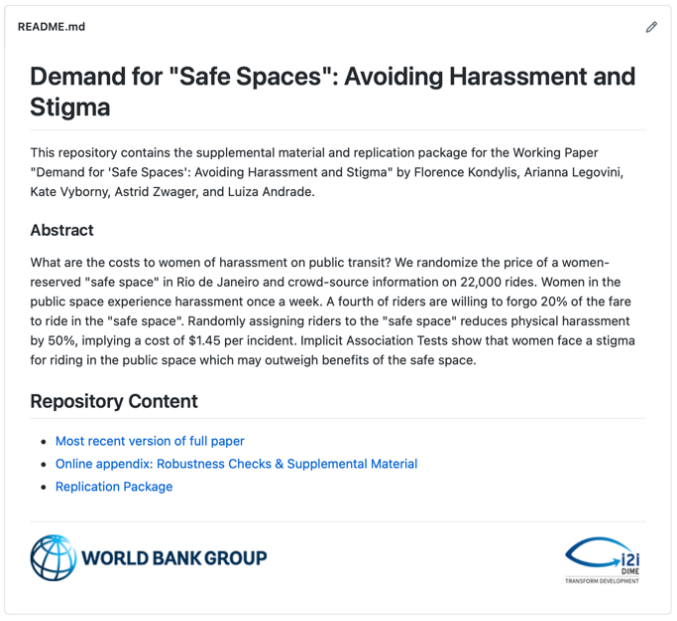 README.md
Demand for "Safe Spaces": Avoiding Harassment and
Stigma
This repository contains the supplemental material and replication package for the Working Paper
"Demand for 'Safe Spaces': Avoiding Harassment and Stigma" by Florence Kondylis, Arianna Legovini,
Kate Vyborny, Astrid Zwager, and Luiza Andrade.
Abstract
What are the costs to women of harassment on public transit? We randomize the price of a women-
reserved "safe space" in Rio de Janeiro and crowd-source information on 22,000 rides. Women in the
public space experience harassment once a week. A fourth of riders are willing to forgo 20% of the fare
to ride in the "safe space". Randomly assigning riders to the "safe space" reduces physical harassment
by 50%, implying a cost of $1.45 per incident. Implicit Association Tests show that women face a stigma
for riding in the public space which may outweigh benefits of the safe space.
Repository Content
Most recent version of full paper
Online appendix: Robustness Checks & Supplemental Material
Replication Package
WORLD BANK GROUP
i2i
DIME
TRANSFORM DEVELOPMENT